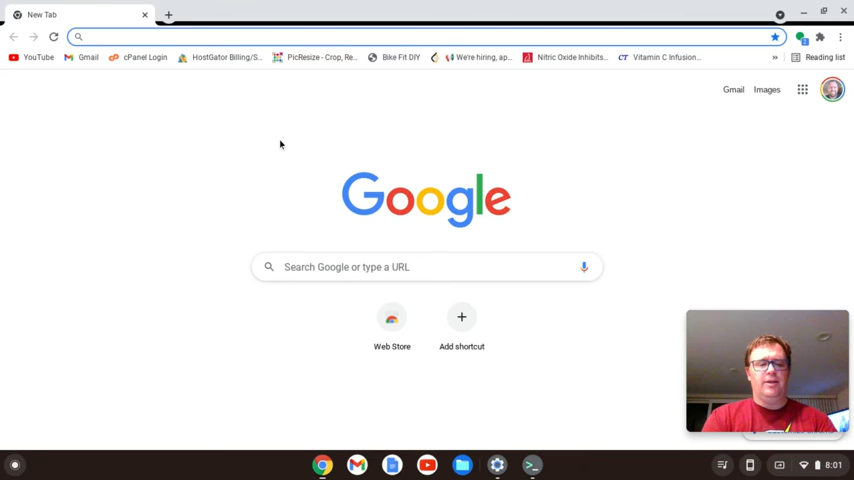 New Tab
YouTube Gmail cPanel Login HostGator Billing/S... PicResize - Crop, Re... Bike Fit DIY 📢 We're hiring, ap... Nitric Oxide Inhibits... CT Vitamin C Infusion... » Reading list
Gmail Images
Google
Search Google or type a URL
Web Store Add shortcut
8:01